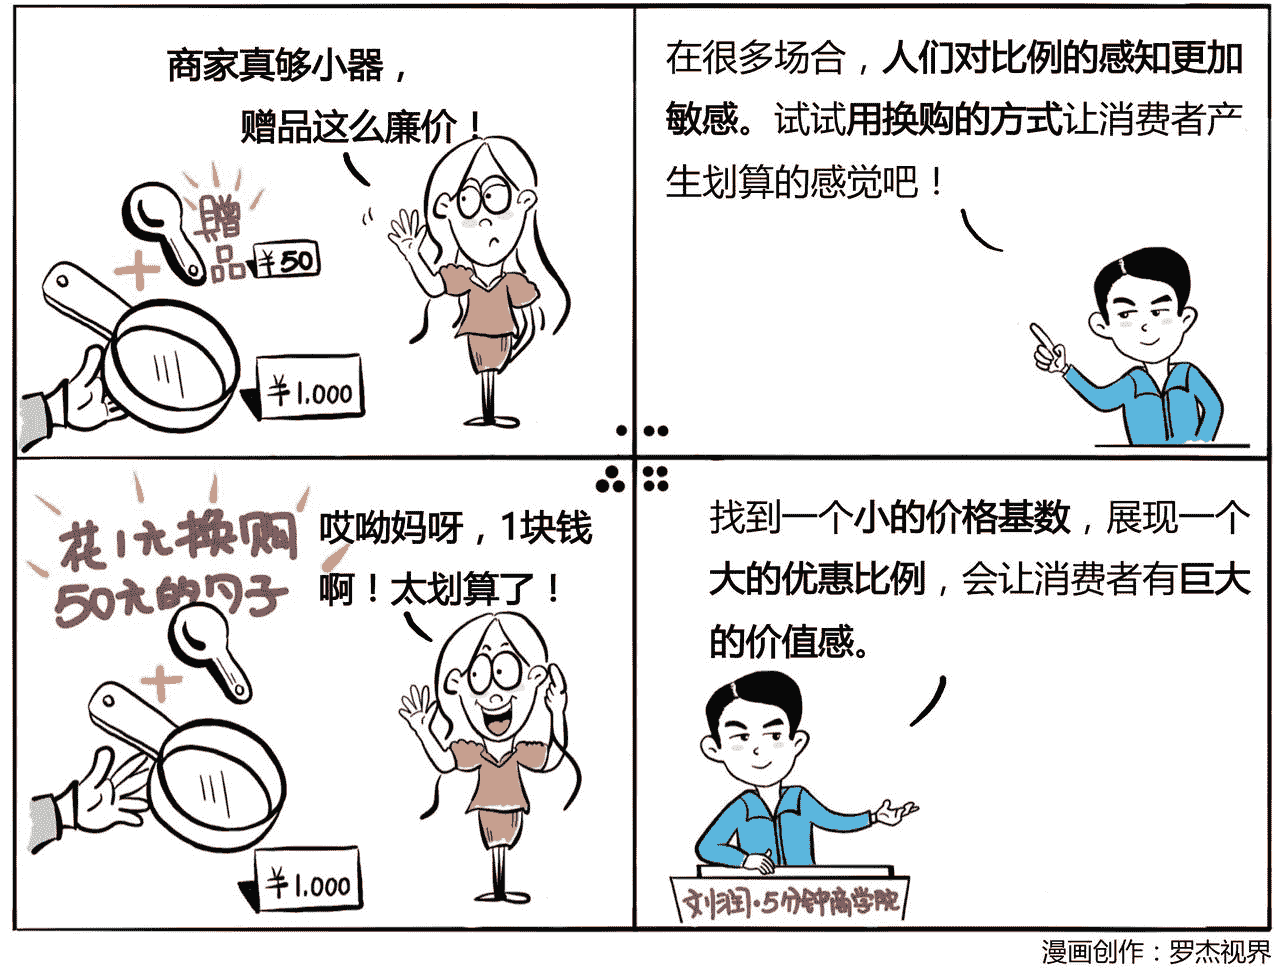 商家真够小器，
赠品这么廉价！
赠品
¥50
¥1.000
在很多场合，人们对比例的感知更加
敏感。试试用换购的方式让消费者产
生划算的感觉吧！
花1元换购
50元的勺子
哎呦妈呀，1块钱
啊！太划算了！
¥1.000
找到一个小的价格基数，展现一个
大的优惠比例，会让消费者有巨大
的价值感。
刘润·5分钟商学院
漫画创作：罗杰视界